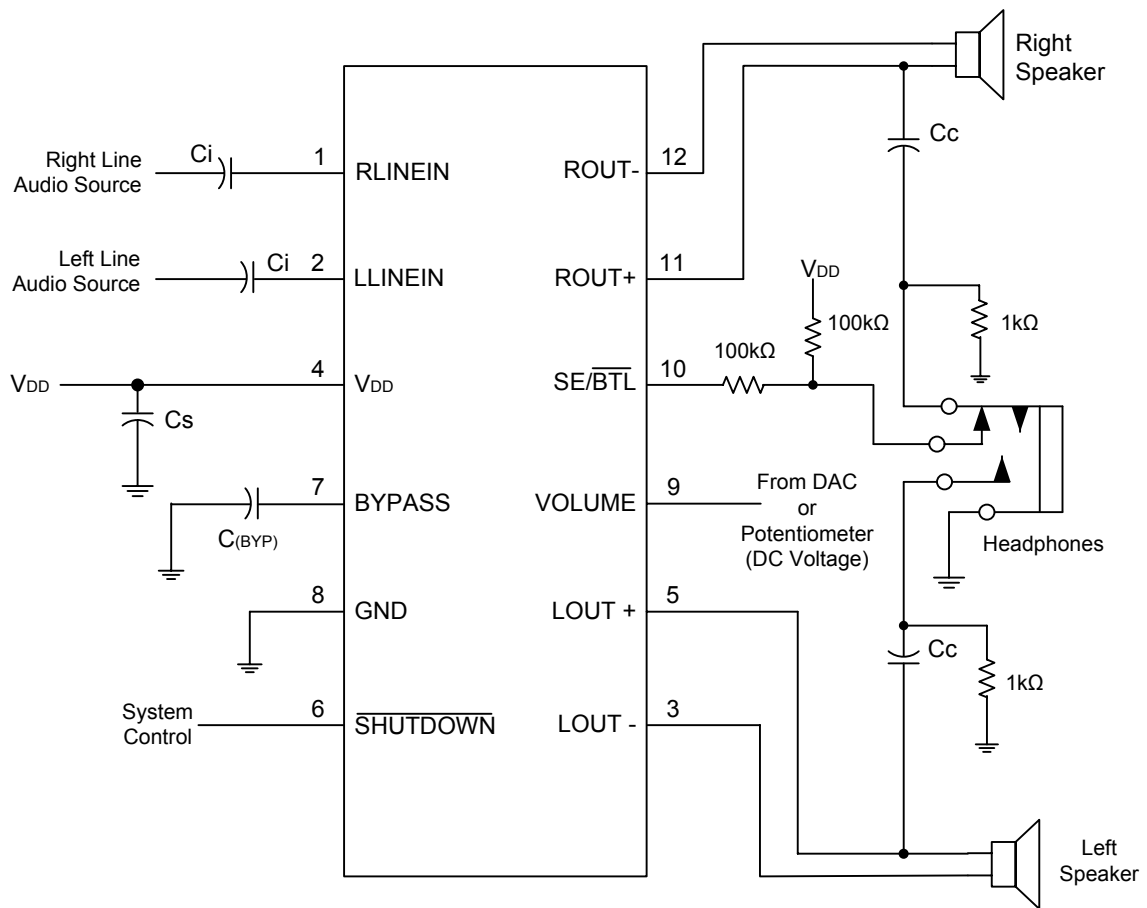 Right
Speaker
Cc
Right Line
Audio Source
Ci
1
RLINEIN
ROUT-
12
Left Line
Audio Source
Ci
2
LLINEIN
ROUT+
11
VDD
100kΩ
1kΩ
100kΩ
VDD
4
VDD
SE/BTL
10
Cs
7
BYPASS
VOLUME
9
From DAC
or
Potentiometer
(DC Voltage)
C(BYP)
Headphones
8
GND
LOUT +
5
Cc
1kΩ
System
Control
6
SHUTDOWN
LOUT -
3
Left
Speaker